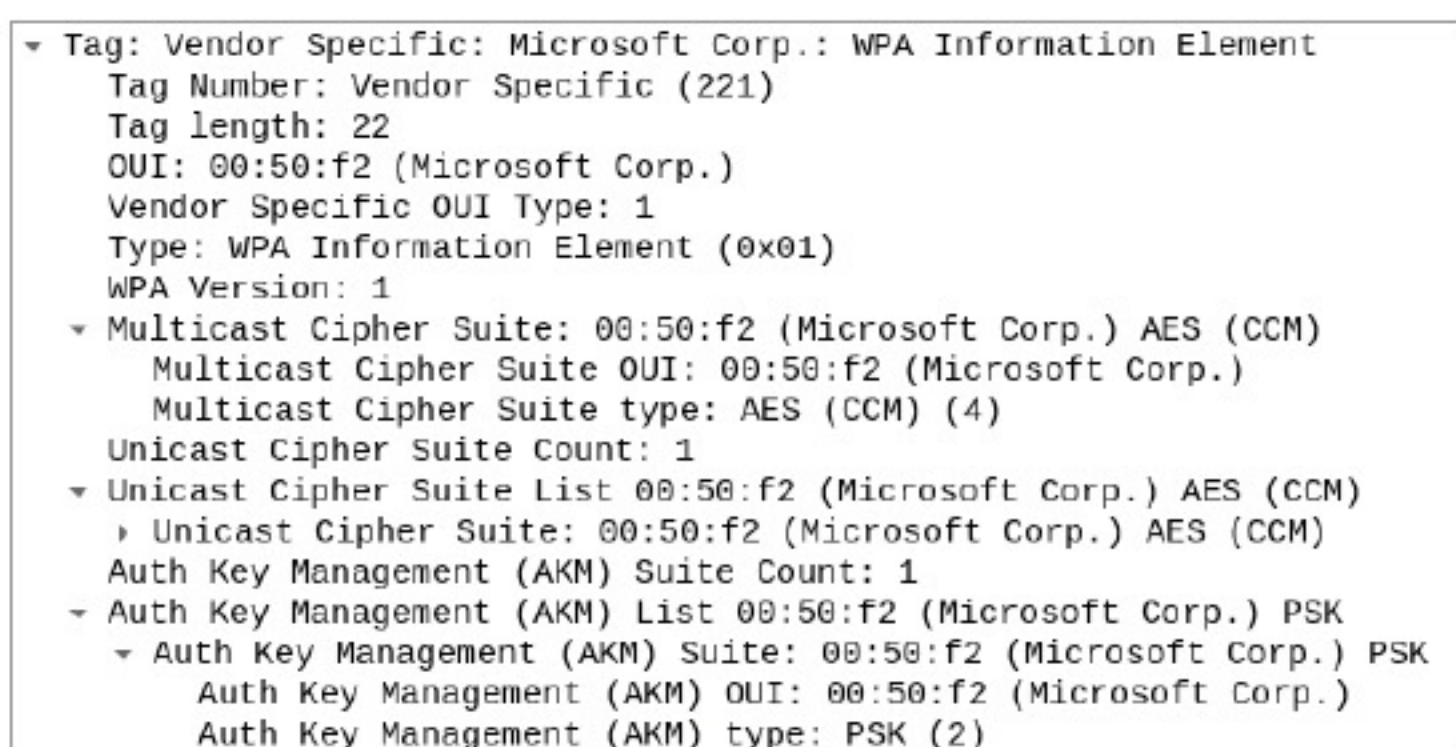 Tag: Vendor Specific: Microsoft Corp.: WPA Information Element
Tag Number: Vendor Specific (221)
Tag length: 22
OUI: 00:50:f2 (Microsoft Corp.)
Vendor Specific OUI Type: 1
Type: WPA Information Element (0x01)
WPA Version: 1
Multicast Cipher Suite: 00:50:f2 (Microsoft Corp.) AES (CCM)
Multicast Cipher Suite OUI: 00:50:f2 (Microsoft Corp.)
Multicast Cipher Suite type: AES (CCM) (4)
Unicast Cipher Suite Count: 1
Unicast Cipher Suite List 00:50:f2 (Microsoft Corp.) AES (CCM)
Unicast Cipher Suite: 00:50:f2 (Microsoft Corp.) AES (CCM)
Auth Key Management (AKM) Suite Count: 1
Auth Key Management (AKM) List 00:50:f2 (Microsoft Corp.) PSK
Auth Key Management (AKM) Suite: 00:50:f2 (Microsoft Corp.) PSK
Auth Key Management (AKM) OUI: 00:50:f2 (Microsoft Corp.)
Auth Key Management (AKM) type: PSK (2)